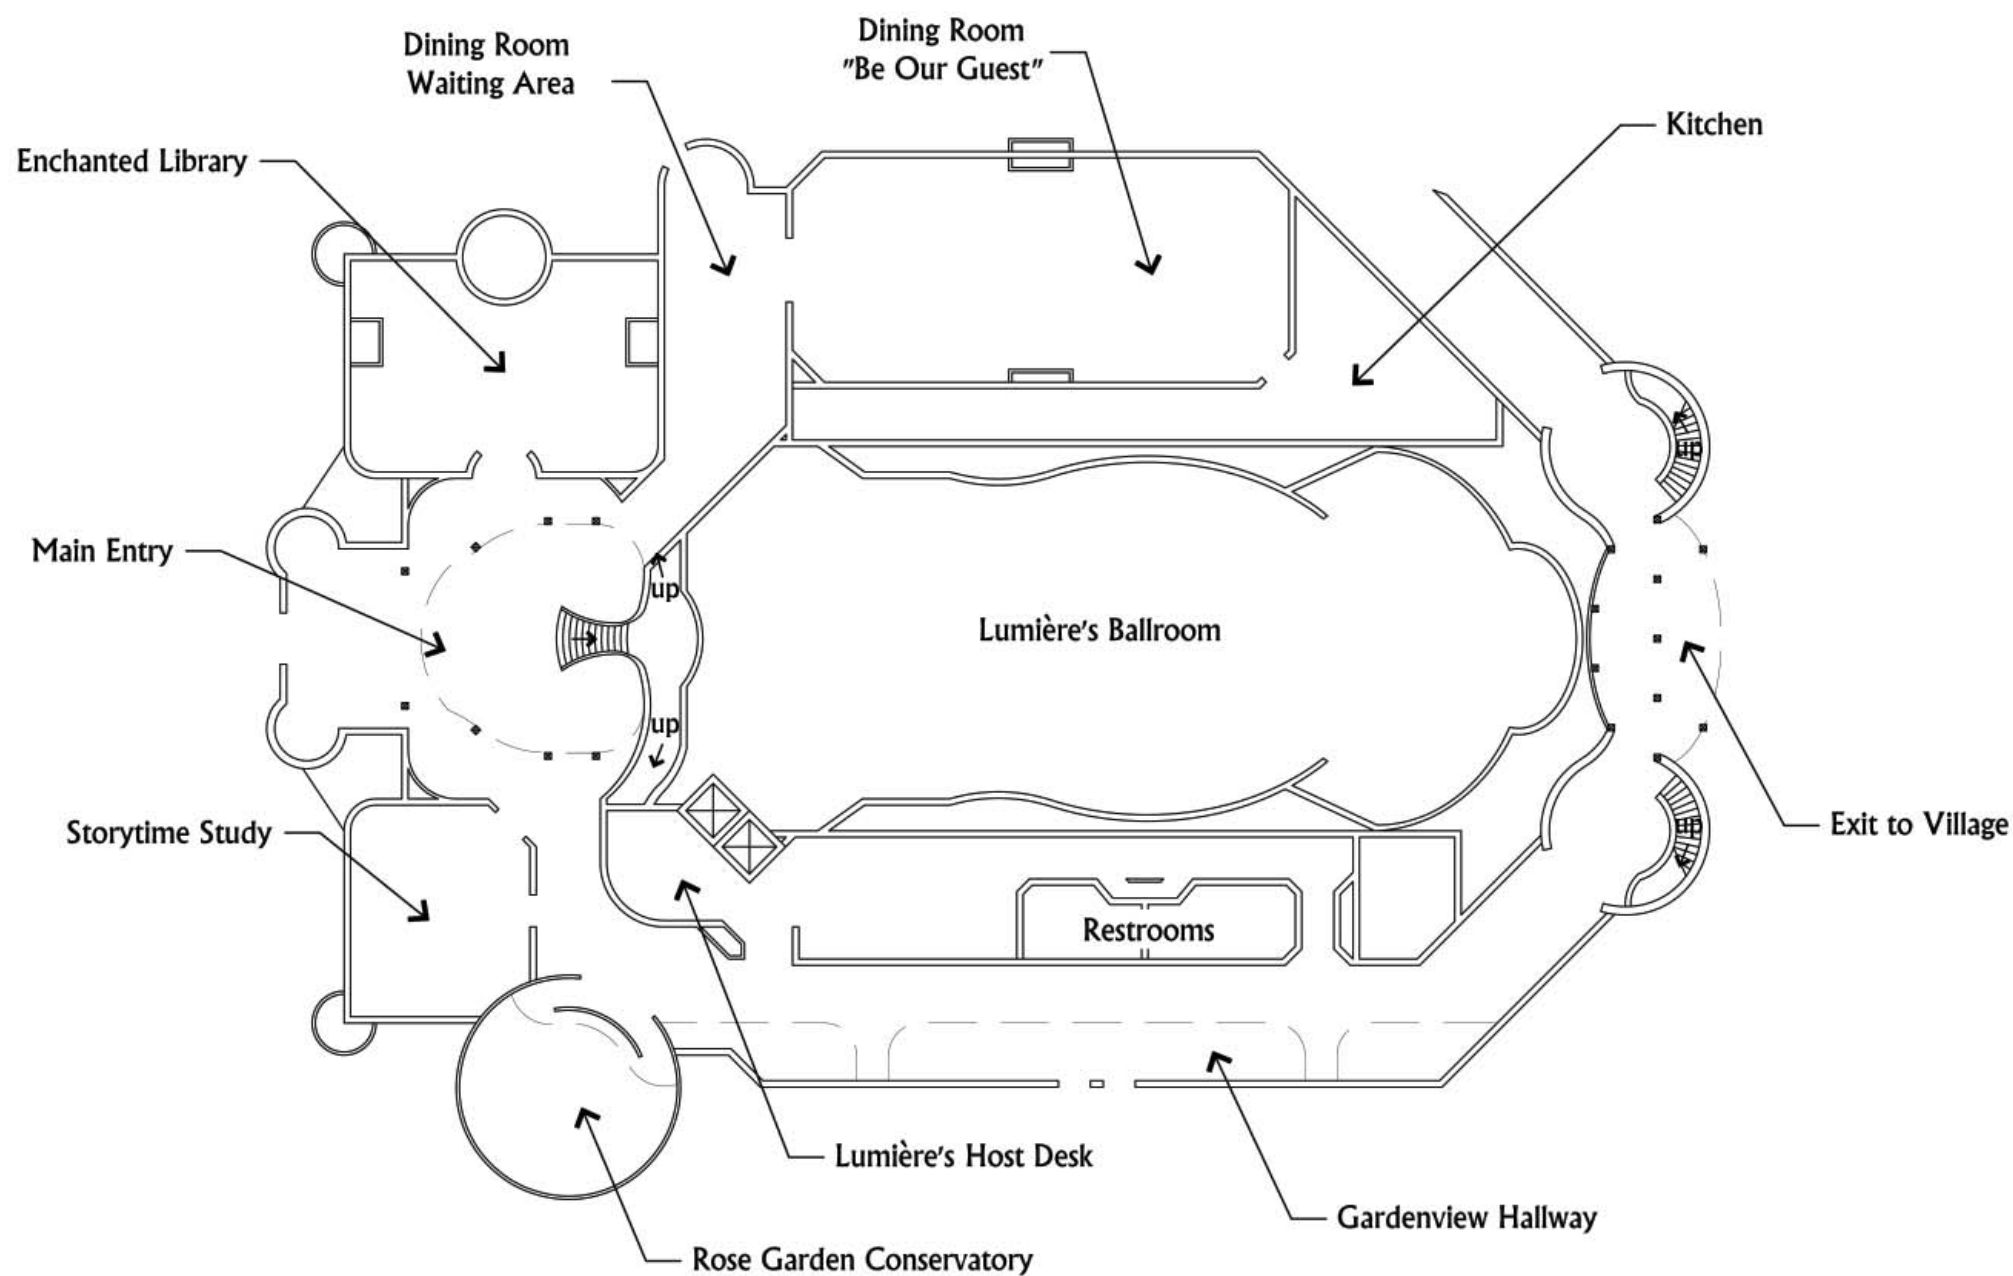 Dining Room
Waiting Area
Dining Room
"Be Our Guest"
Kitchen
Enchanted Library
up
Main Entry
up
Lumière's Ballroom
up
Storytime Study
up
Exit to Village
Restrooms
Lumière's Host Desk
Gardenview Hallway
Rose Garden Conservatory